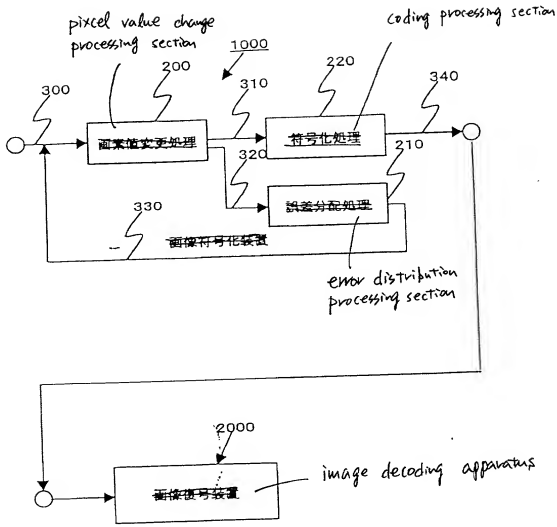 pixcel value change
processing section
coding processing section
1000
200
220
300
310
340
画素値変更処理
符号化処理
210
320
330
誤差分配処理
画像符号化装置
error distribution
processing section
2000
画像復号装置
image decoding apparatus